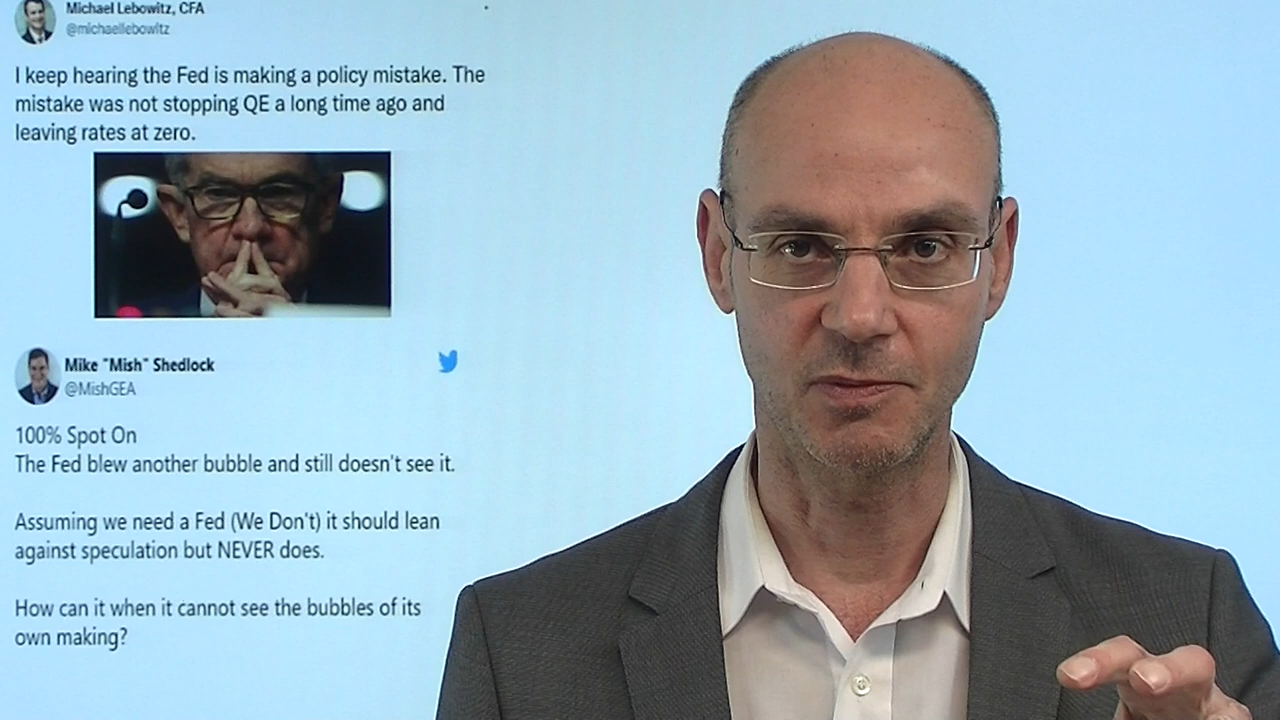 Michael Lebowitz, CFA
@michaellebowitz
I keep hearing the Fed is making a policy mistake. The
mistake was not stopping QE a long time ago and
leaving rates at zero.
Mike "Mish" Shedlock
@MishGEA
100% Spot On
The Fed blew another bubble and still doesn't see it.
Assuming we need a Fed (We Don't) it should lean
against speculation but NEVER does.
How can it when it cannot see the bubbles of its
own making?